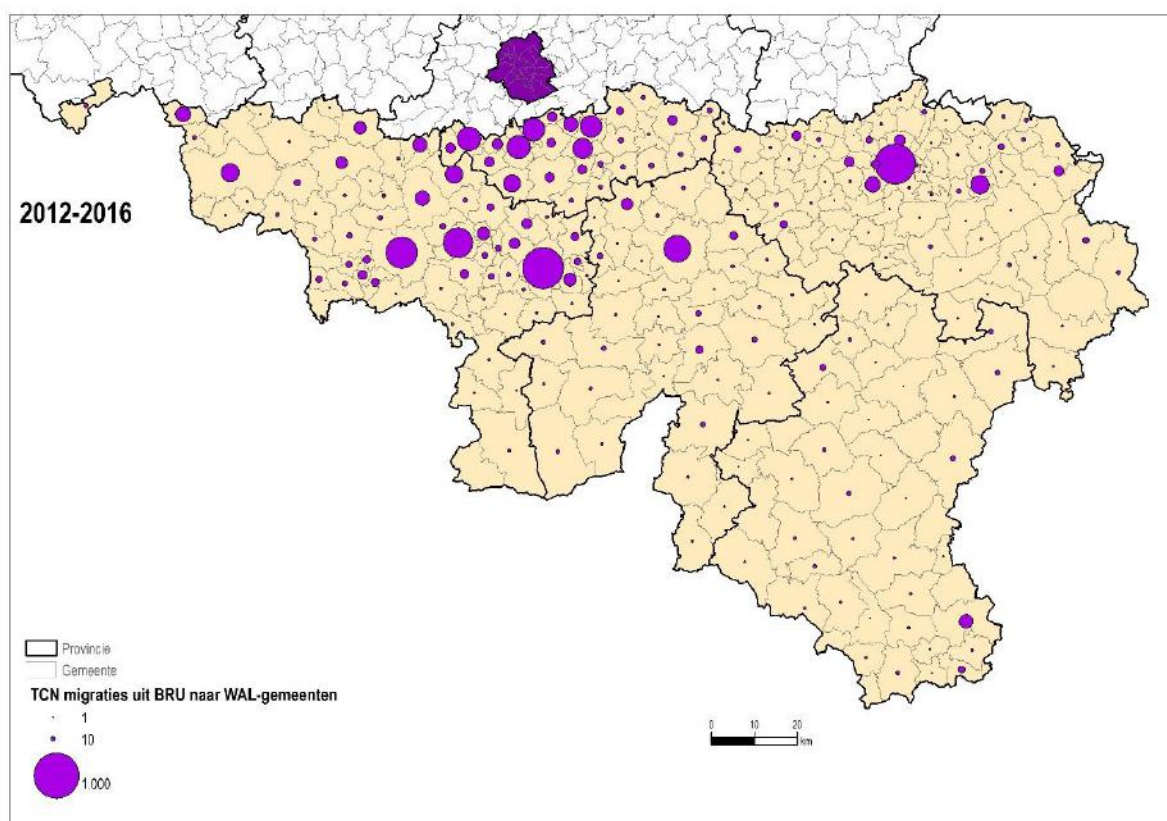 2012-2016
Provincie
Gemeente
TCN migraties uit BRU naar WAL-gemeenten
1
10
1.000
0 10 20
km